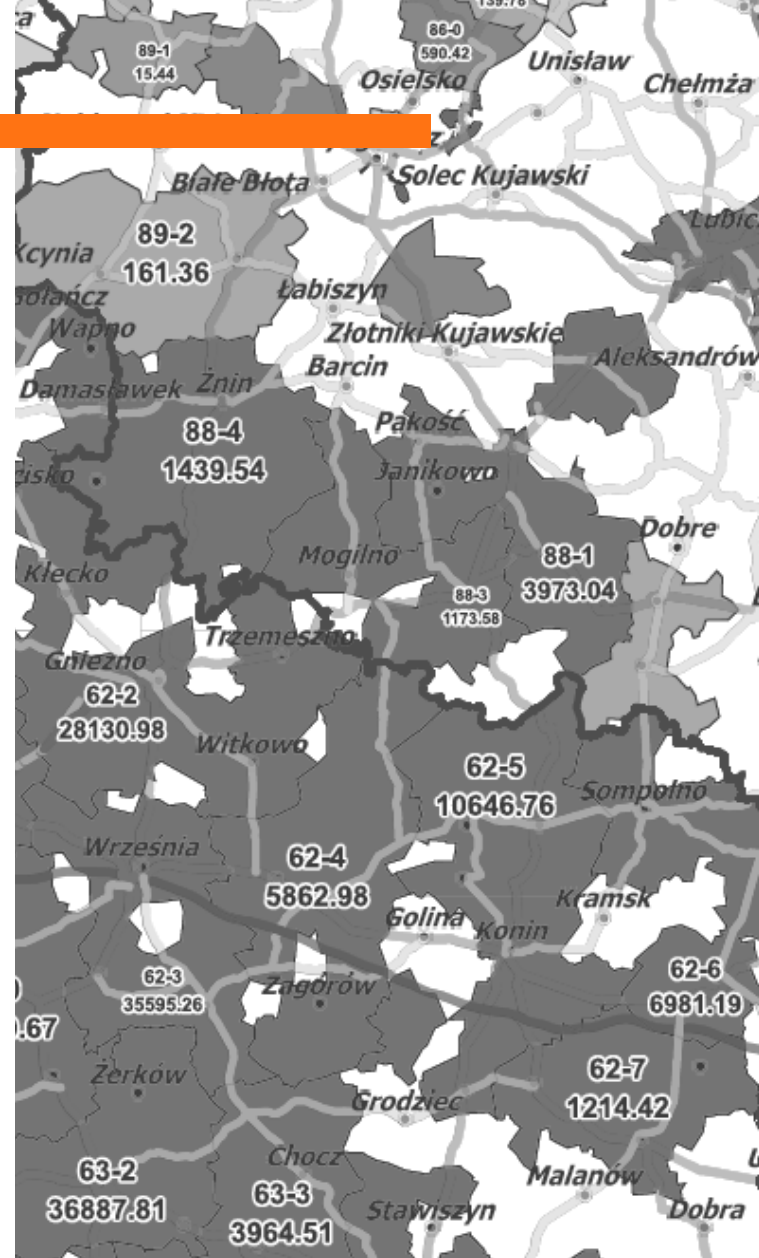 139.78
86-0
590.42
89-1
15.44
Osielsko
Unisław
Chełmża
Białe Błota
Solec Kujawski
89-2
161.36
Kcynia
Gołańcz
Wapno
Łabiszyn
Złotniki Kujawskie
Barcin
Aleksandrów
Damasławek
Żnin
88-4
1439.54
Pakość
Janikowo
Dobre
Mogilno
88-1
3973.04
88-3
1173.58
Kłecko
Trzemeszno
Gniezno
62-2
28130.98
Witkowo
62-5
10646.76
Sompolno
Września
62-4
5862.98
Golina
Konin
Kramsk
62-3
35595.26
Zagórów
62-6
6981.19
.67
Żerków
62-7
1214.42
Grodziec
Chocz
63-2
36887.81
63-3
3964.51
Stawiszyn
Malanów
Dobra